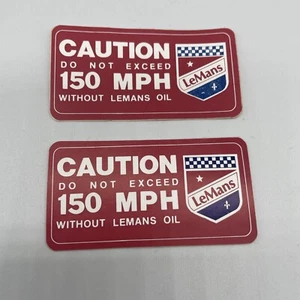 CAUTION
DO NOT EXCEED
150 MPH
WITHOUT LEMANS OIL
LeMans
CAUTION
DO NOT EXCEED
150 MPH
WITHOUT LEMANS OIL
LeMans